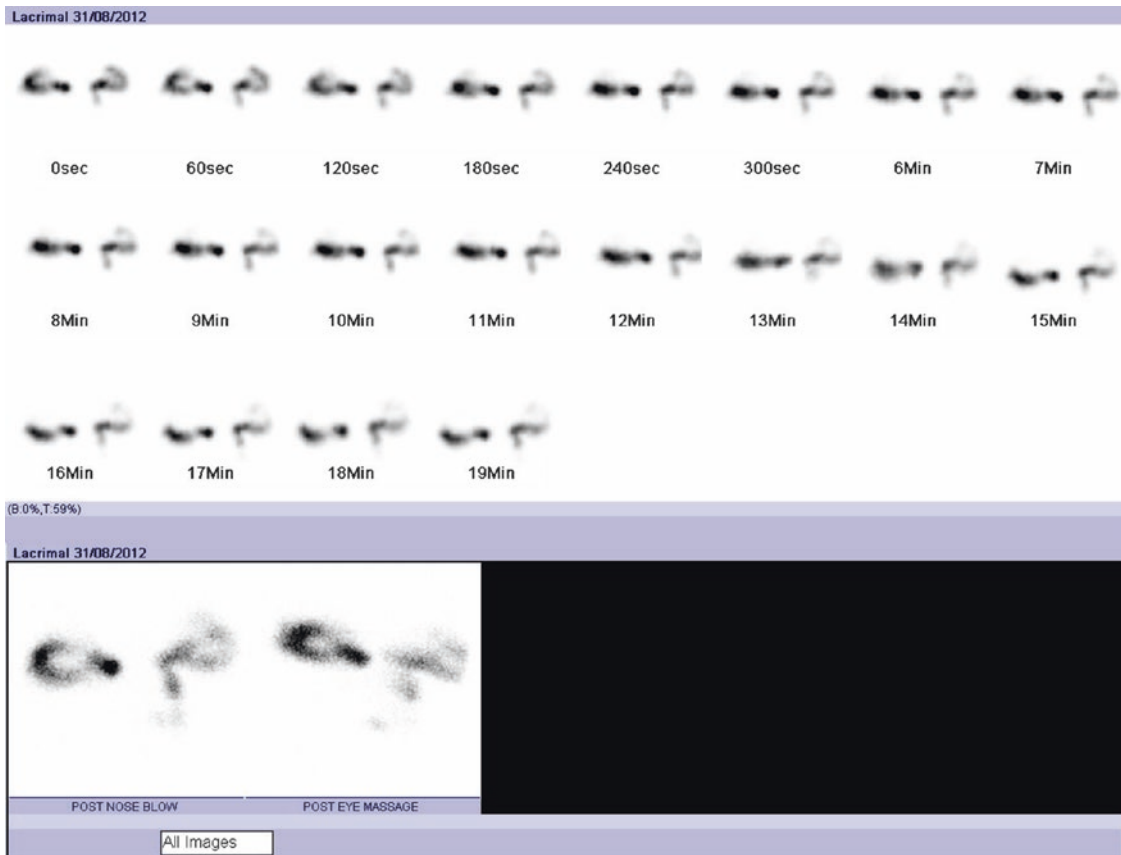 Lacrimal 31/08/2012
0sec 60sec 120sec 180sec 240sec 300sec 6Min 7Min
8Min 9Min 10Min 11Min 12Min 13Min 14Min 15Min
16Min 17Min 18Min 19Min
(B:0%,T:59%)
Lacrimal 31/08/2012
POST NOSE BLOW POST EYE MASSAGE
All Images